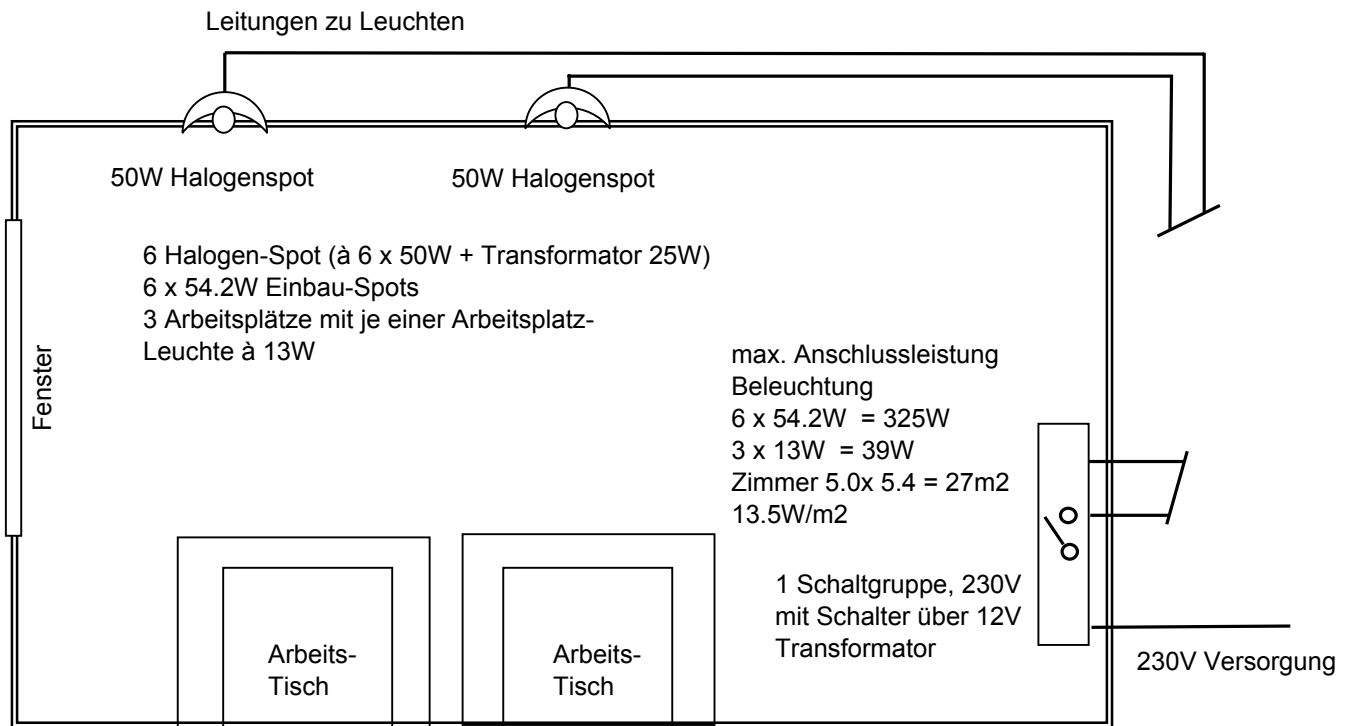 Leitungen zu Leuchten
50W Halogenspot
50W Halogenspot
6 Halogen-Spot (à 6 x 50W + Transformator 25W)
6 x 54.2W Einbau-Spots
3 Arbeitsplätze mit je einer Arbeitsplatz-
Leuchte à 13W
Fenster
max. Anschlussleistung
Beleuchtung
6 x 54.2W = 325W
3 x 13W = 39W
Zimmer 5.0x 5.4 = 27m2
13.5W/m2
1 Schaltgruppe, 230V
mit Schalter über 12V
Transformator
230V Versorgung
Arbeits-
Tisch
Arbeits-
Tisch